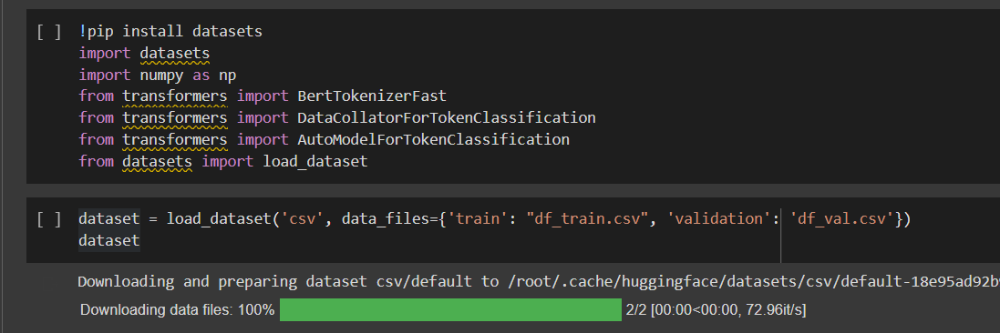 [ ] !pip install datasets
import datasets
import numpy as np
from transformers import BertTokenizerFast
from transformers import DataCollatorForTokenClassification
from transformers import AutoModelForTokenClassification
from datasets import load_dataset
[ ] dataset = load_dataset('csv', data_files={'train': "df_train.csv", 'validation': 'df_val.csv'})
dataset
Downloading and preparing dataset csv/default to /root/.cache/huggingface/datasets/csv/default-18e95ad92b
Downloading data files: 100% 2/2 [00:00<00:00, 72.96it/s]